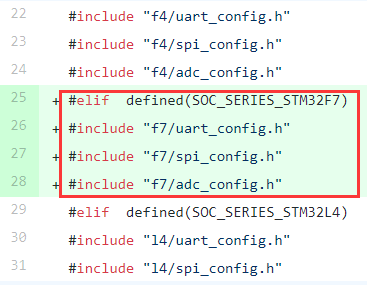 22 #include "f4/uart_config.h"
23 #include "f4/spi_config.h"
24 #include "f4/adc_config.h"
25 + #elif  defined(SOC_SERIES_STM32F7)
26 + #include "f7/uart_config.h"
27 + #include "f7/spi_config.h"
28 + #include "f7/adc_config.h"
29 #elif  defined(SOC_SERIES_STM32L4)
30 #include "l4/uart_config.h"
31 #include "l4/spi_config.h"